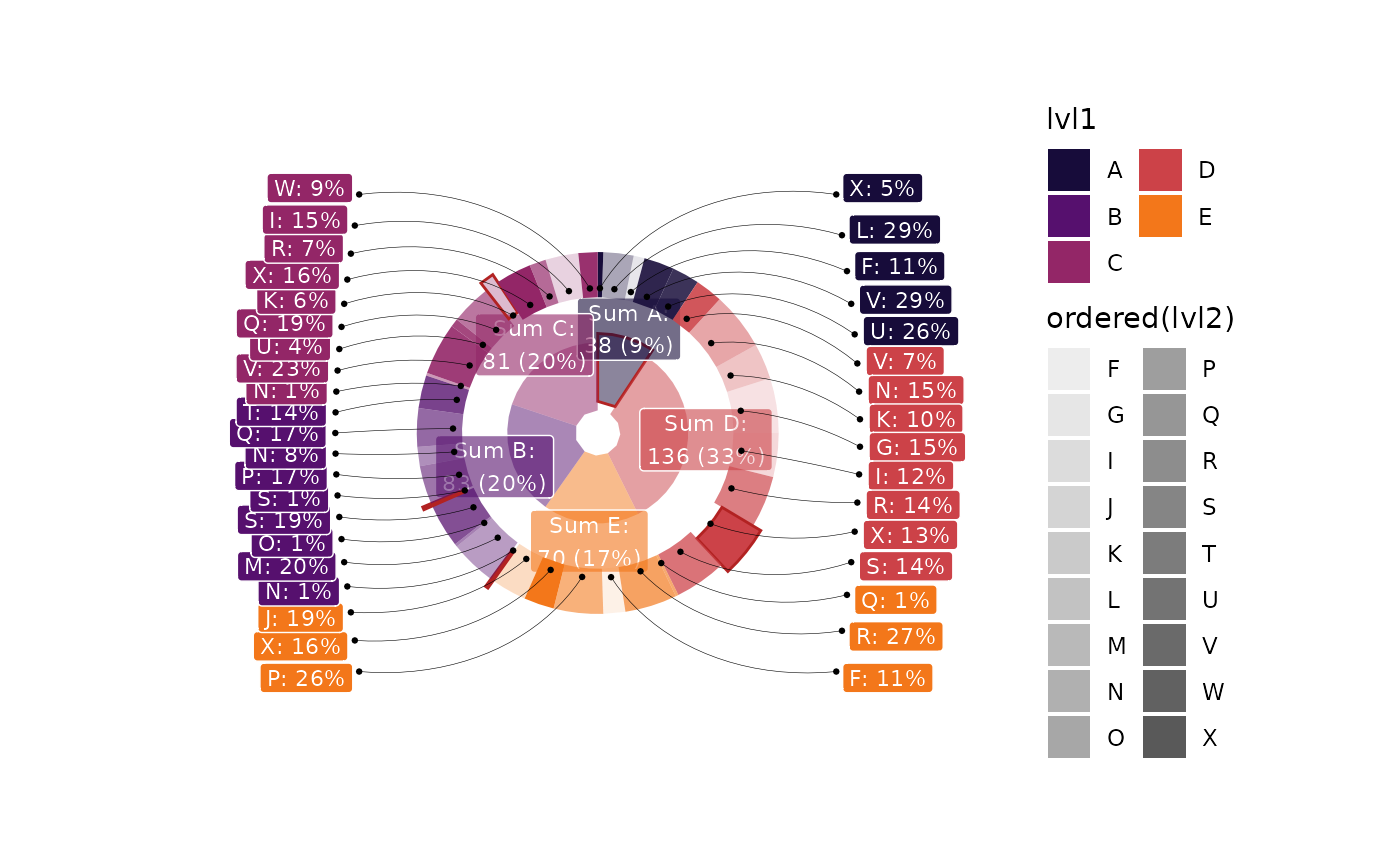 W: 9%
I: 15%
R: 7%
X: 16%
K: 6%
Q: 19%
U: 4%
V: 23%
N: 1%
T: 14%
Q: 17%
N: 8%
P: 17%
S: 1%
S: 19%
O: 1%
M: 20%
N: 1%
J: 19%
X: 16%
P: 26%
Sum C:
81 (20%)
Sum A:
38 (9%)
Sum D:
136 (33%)
Sum B:
83 (20%)
Sum E:
70 (17%)
X: 5%
L: 29%
F: 11%
V: 29%
U: 26%
V: 7%
N: 15%
K: 10%
G: 15%
I: 12%
R: 14%
X: 13%
S: 14%
Q: 1%
R: 27%
F: 11%
lvl1
A D
B E
C
ordered(lvl2)
F P
G Q
I R
J S
K T
L U
M V
N W
O X